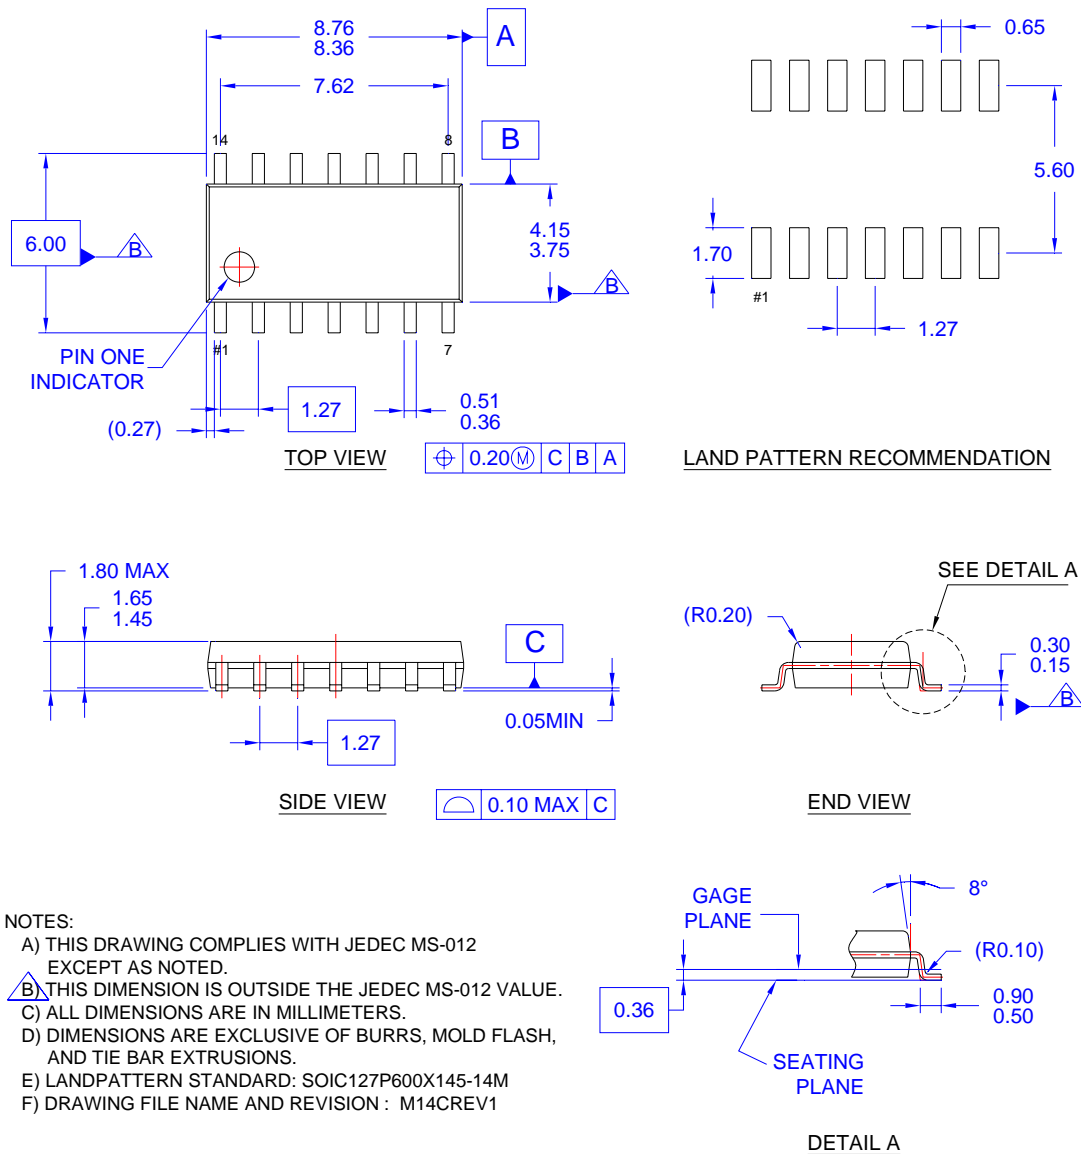 8.76
8.36
A
7.62
14
8
B
6.00
B
4.15
3.75
B
#1
7
PIN ONE
INDICATOR
1.27
0.51
0.36
(0.27)
TOP VIEW
⌖ 0.20Ⓜ C B A
0.65
5.60
1.70
#1
1.27
LAND PATTERN RECOMMENDATION
1.80 MAX
1.65
1.45
C
0.05MIN
1.27
SIDE VIEW
⌓ 0.10 MAX C
SEE DETAIL A
(R0.20)
0.30
0.15
B
END VIEW
NOTES:
A) THIS DRAWING COMPLIES WITH JEDEC MS-012
EXCEPT AS NOTED.
B) THIS DIMENSION IS OUTSIDE THE JEDEC MS-012 VALUE.
C) ALL DIMENSIONS ARE IN MILLIMETERS.
D) DIMENSIONS ARE EXCLUSIVE OF BURRS, MOLD FLASH,
AND TIE BAR EXTRUSIONS.
E) LANDPATTERN STANDARD: SOIC127P600X145-14M
F) DRAWING FILE NAME AND REVISION : M14CREV1
8°
GAGE
PLANE
(R0.10)
0.36
0.90
0.50
SEATING
PLANE
DETAIL A